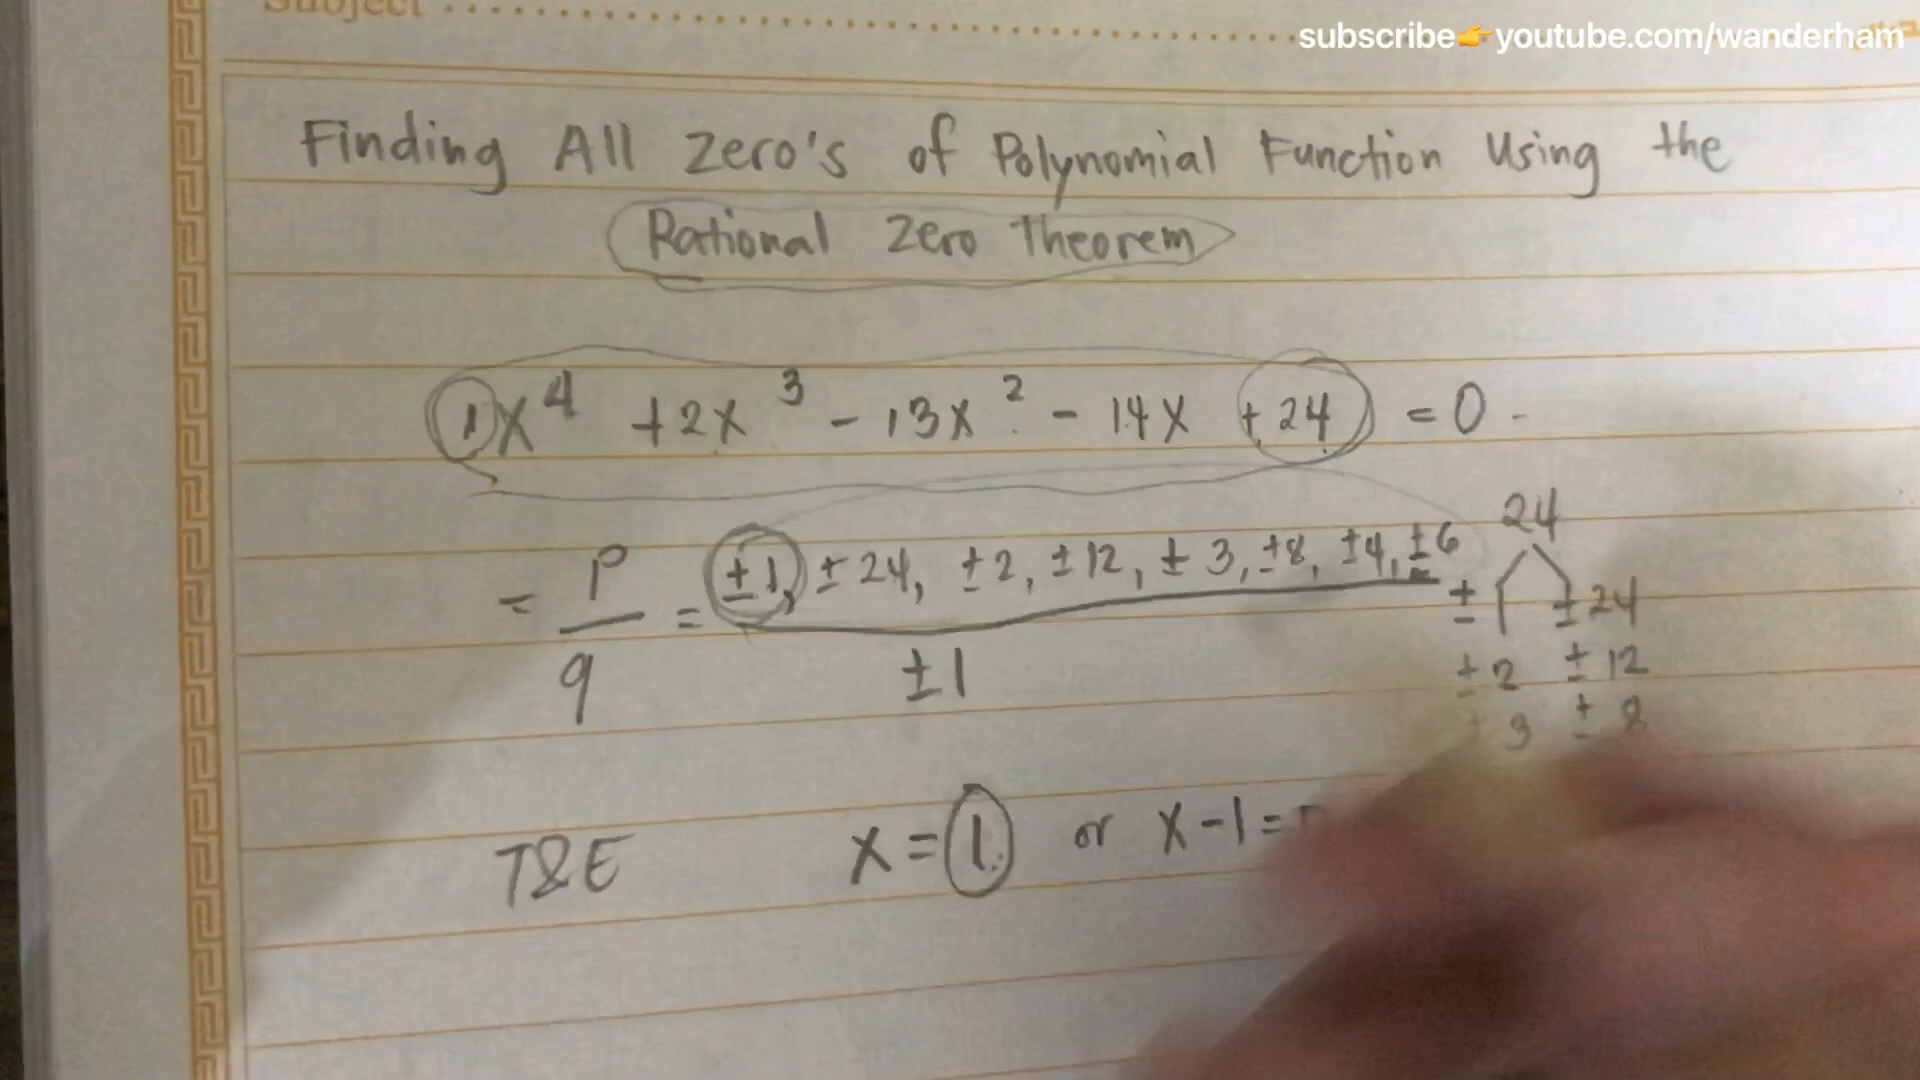 Subject
subscribe👉youtube.com/wanderham
Finding All Zero's of Polynomial Function Using the
Rational Zero Theorem
1x⁴ + 2x³ - 13x² - 14x + 24 = 0
= P/q = ±1, ±24, ±2, ±12, ±3, ±8, ±4, ±6 / ±1
24
±1 ±24
±2 ±12
±3 ±8
T&E x = 1 or x - 1 =